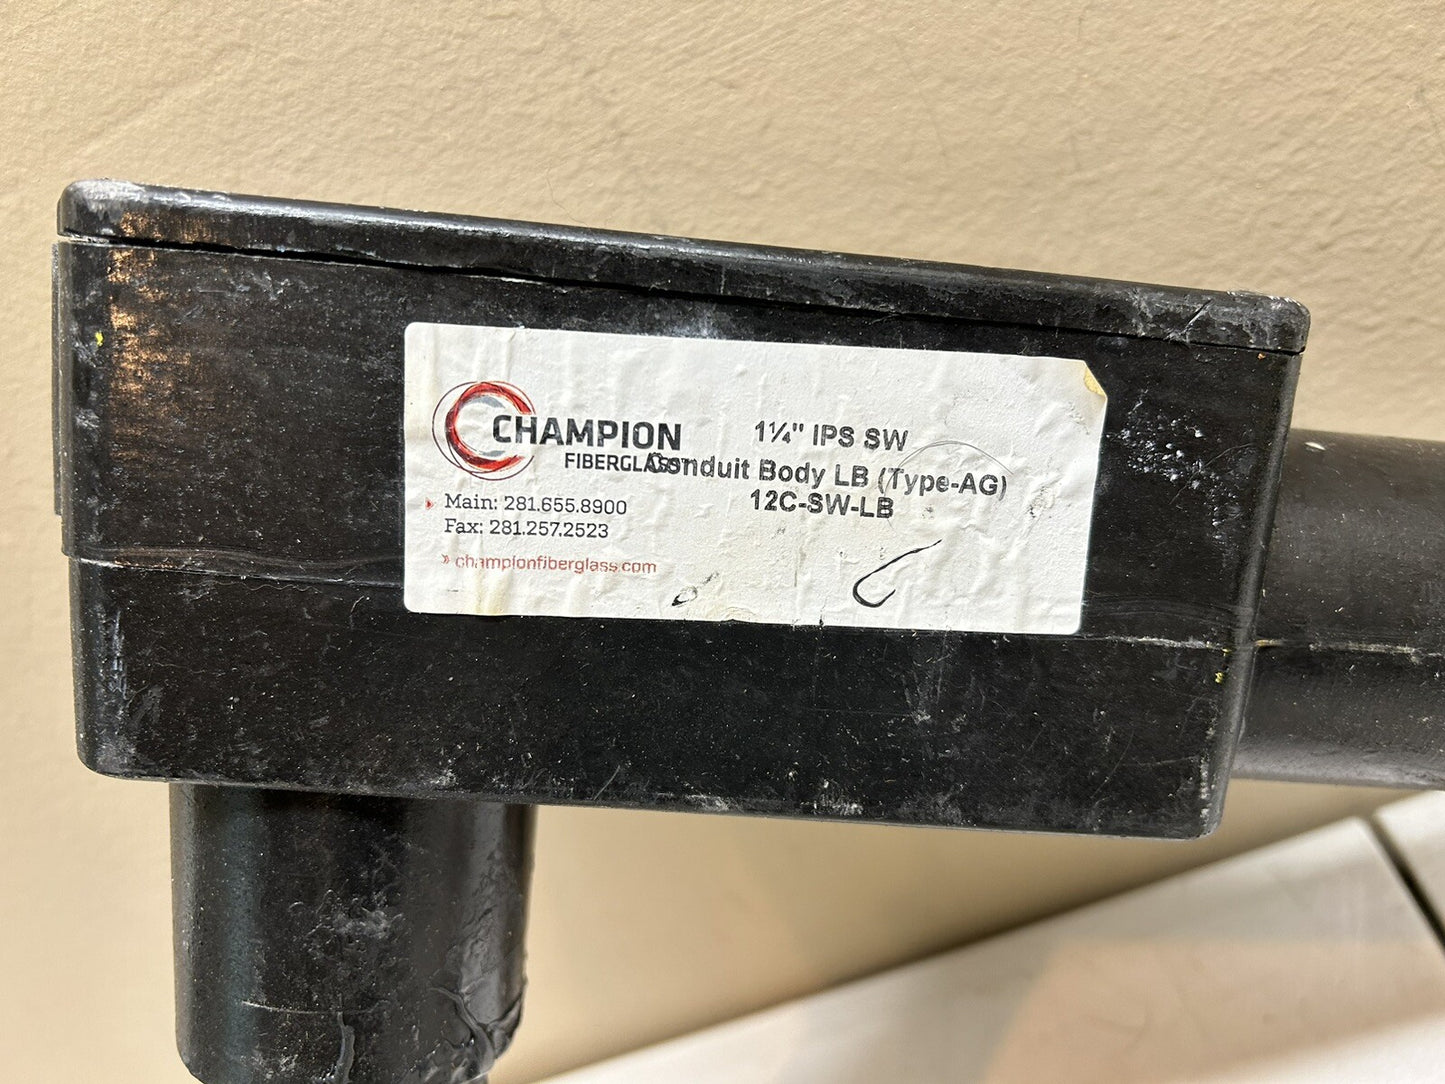 CHAMPION
FIBERGLASS
Main: 281.655.8900
Fax: 281.257.2523
» championfiberglass.com
1¼" IPS SW
Conduit Body LB (Type-AG)
12C-SW-LB